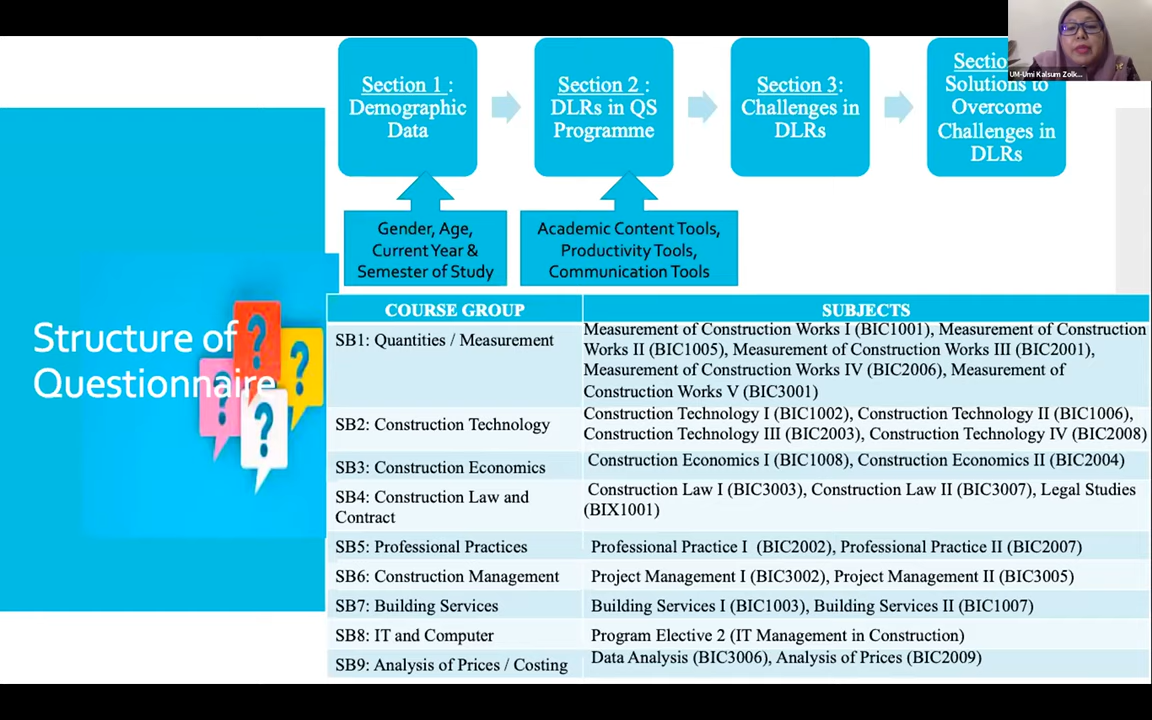 Section 1 :
Demographic
Data
Section 2 :
DLRs in QS
Programme
Section 3:
Challenges in
DLRs
Solutions to
Overcome
Challenges in
DLRs
UM-Umi Kalsum Zolk...
Gender, Age,
Current Year &
Semester of Study
Academic Content Tools,
Productivity Tools,
Communication Tools
Structure of
Questionnaire
COURSE GROUP
SUBJECTS
SB1: Quantities / Measurement
Measurement of Construction Works I (BIC1001), Measurement of Construction
Works II (BIC1005), Measurement of Construction Works III (BIC2001),
Measurement of Construction Works IV (BIC2006), Measurement of
Construction Works V (BIC3001)
SB2: Construction Technology
Construction Technology I (BIC1002), Construction Technology II (BIC1006),
Construction Technology III (BIC2003), Construction Technology IV (BIC2008)
SB3: Construction Economics
Construction Economics I (BIC1008), Construction Economics II (BIC2004)
SB4: Construction Law and
Contract
Construction Law I (BIC3003), Construction Law II (BIC3007), Legal Studies
(BIX1001)
SB5: Professional Practices
Professional Practice I (BIC2002), Professional Practice II (BIC2007)
SB6: Construction Management
Project Management I (BIC3002), Project Management II (BIC3005)
SB7: Building Services
Building Services I (BIC1003), Building Services II (BIC1007)
SB8: IT and Computer
Program Elective 2 (IT Management in Construction)
SB9: Analysis of Prices / Costing
Data Analysis (BIC3006), Analysis of Prices (BIC2009)